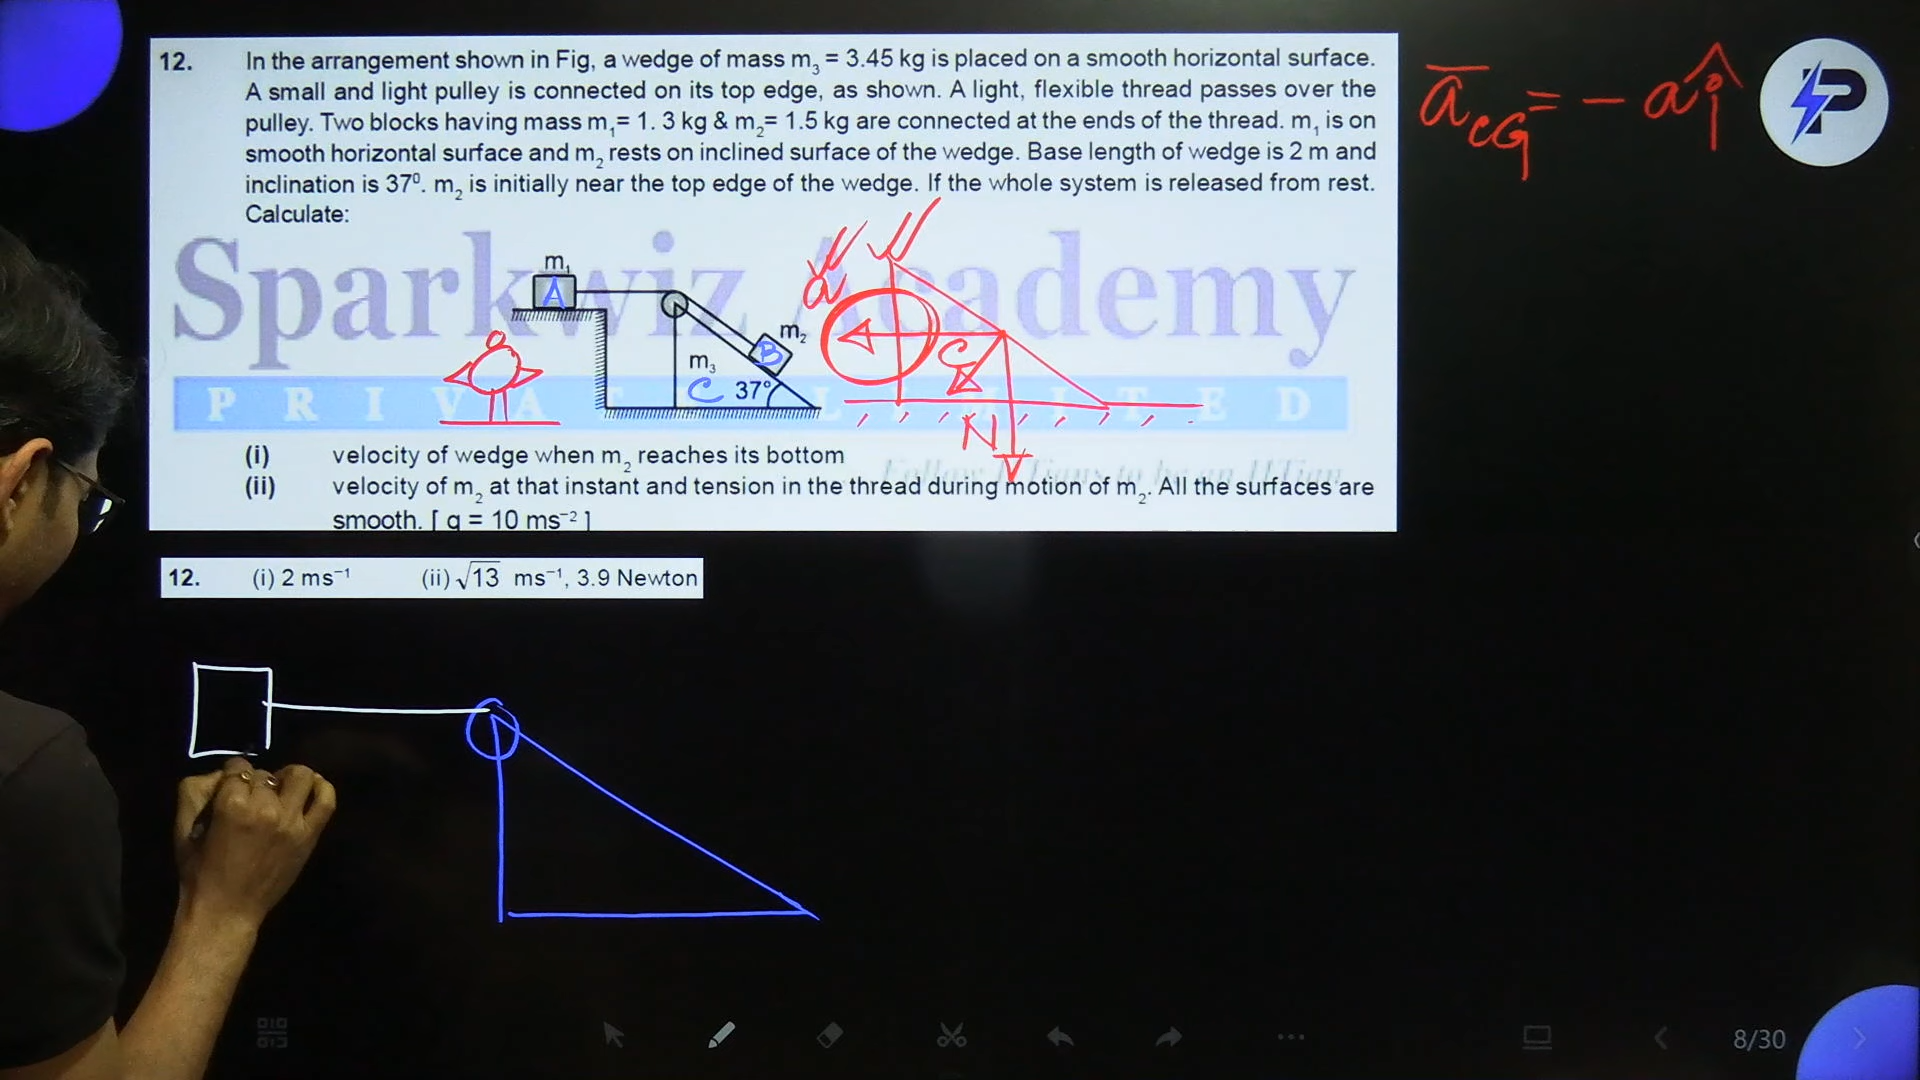 12. In the arrangement shown in Fig, a wedge of mass m₃ = 3.45 kg is placed on a smooth horizontal surface.
A small and light pulley is connected on its top edge, as shown. A light, flexible thread passes over the
pulley. Two blocks having mass m₁= 1. 3 kg & m₂= 1.5 kg are connected at the ends of the thread. m₁ is on
smooth horizontal surface and m₂ rests on inclined surface of the wedge. Base length of wedge is 2 m and
inclination is 37⁰. m₂ is initially near the top edge of the wedge. If the whole system is released from rest.
Calculate:
a̅CG = - a î
P
Sparkwiz Academy
PRIVATE LIMITED
m₁
A
m₂
B
m₃
C 37°
a
C
N
(i) velocity of wedge when m₂ reaches its bottom
(ii) velocity of m₂ at that instant and tension in the thread during motion of m₂. All the surfaces are
smooth. [ g = 10 ms⁻² ]
12. (i) 2 ms⁻¹ (ii) √13 ms⁻¹, 3.9 Newton
8/30